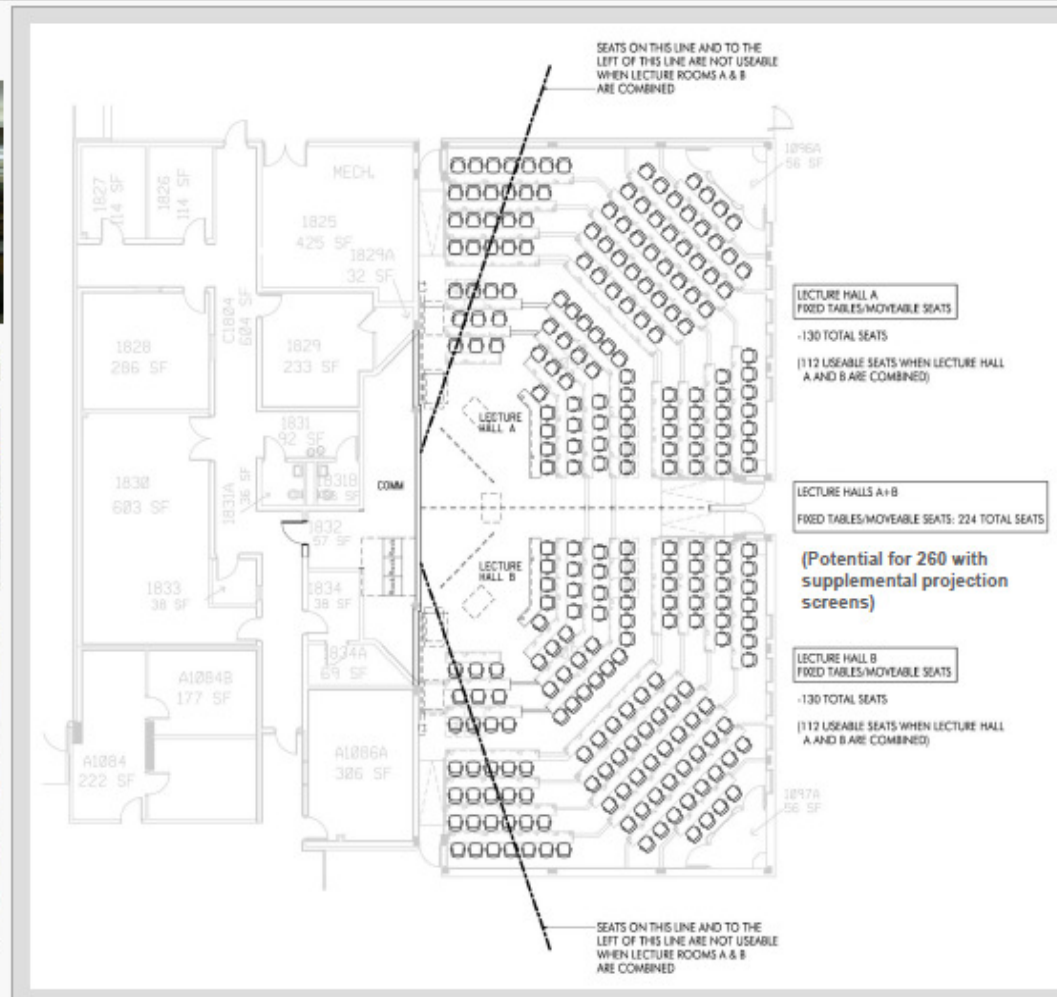 SEATS ON THIS LINE AND TO THE
LEFT OF THIS LINE ARE NOT USEABLE
WHEN LECTURE ROOMS A & B
ARE COMBINED
1827
114 SF
1826
114 SF
MECH.
1825
425 SF
1829A
32 SF
1096A
56 SF
C1804
604 SF
1828
286 SF
1829
233 SF
LECTURE HALL A
FIXED TABLES/MOVEABLE SEATS
-130 TOTAL SEATS
(112 USEABLE SEATS WHEN LECTURE HALL
A AND B ARE COMBINED)
1831
92 SF
LECTURE
HALL A
1830
603 SF
1831A
36 SF
1831B
COMM
LECTURE HALLS A+B
FIXED TABLES/MOVEABLE SEATS: 224 TOTAL SEATS
1832
57 SF
(Potential for 260 with
supplemental projection
screens)
LECTURE
HALL B
1833
38 SF
1834
38 SF
1834A
69 SF
LECTURE HALL B
FIXED TABLES/MOVEABLE SEATS
-130 TOTAL SEATS
(112 USEABLE SEATS WHEN LECTURE HALL
A AND B ARE COMBINED)
A1084B
177 SF
A1084
222 SF
A1086A
306 SF
1097A
56 SF
SEATS ON THIS LINE AND TO THE
LEFT OF THIS LINE ARE NOT USEABLE
WHEN LECTURE ROOMS A & B
ARE COMBINED